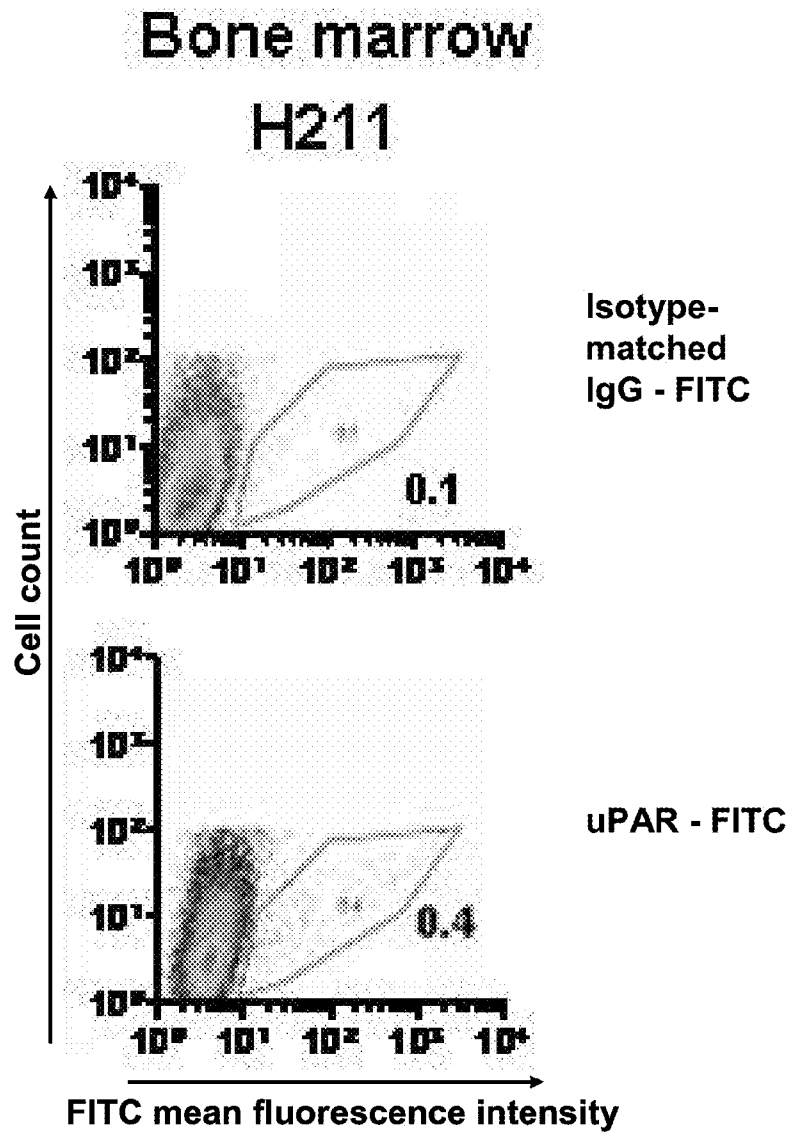 Bone marrow
H211
10⁴
10³
10²
10¹
10⁰
10⁰ 10¹ 10² 10³ 10⁴
0.1
Isotype-
matched
IgG - FITC
Cell count
10⁴
10³
10²
10¹
10⁰
10⁰ 10¹ 10² 10³ 10⁴
0.4
uPAR - FITC
FITC mean fluorescence intensity